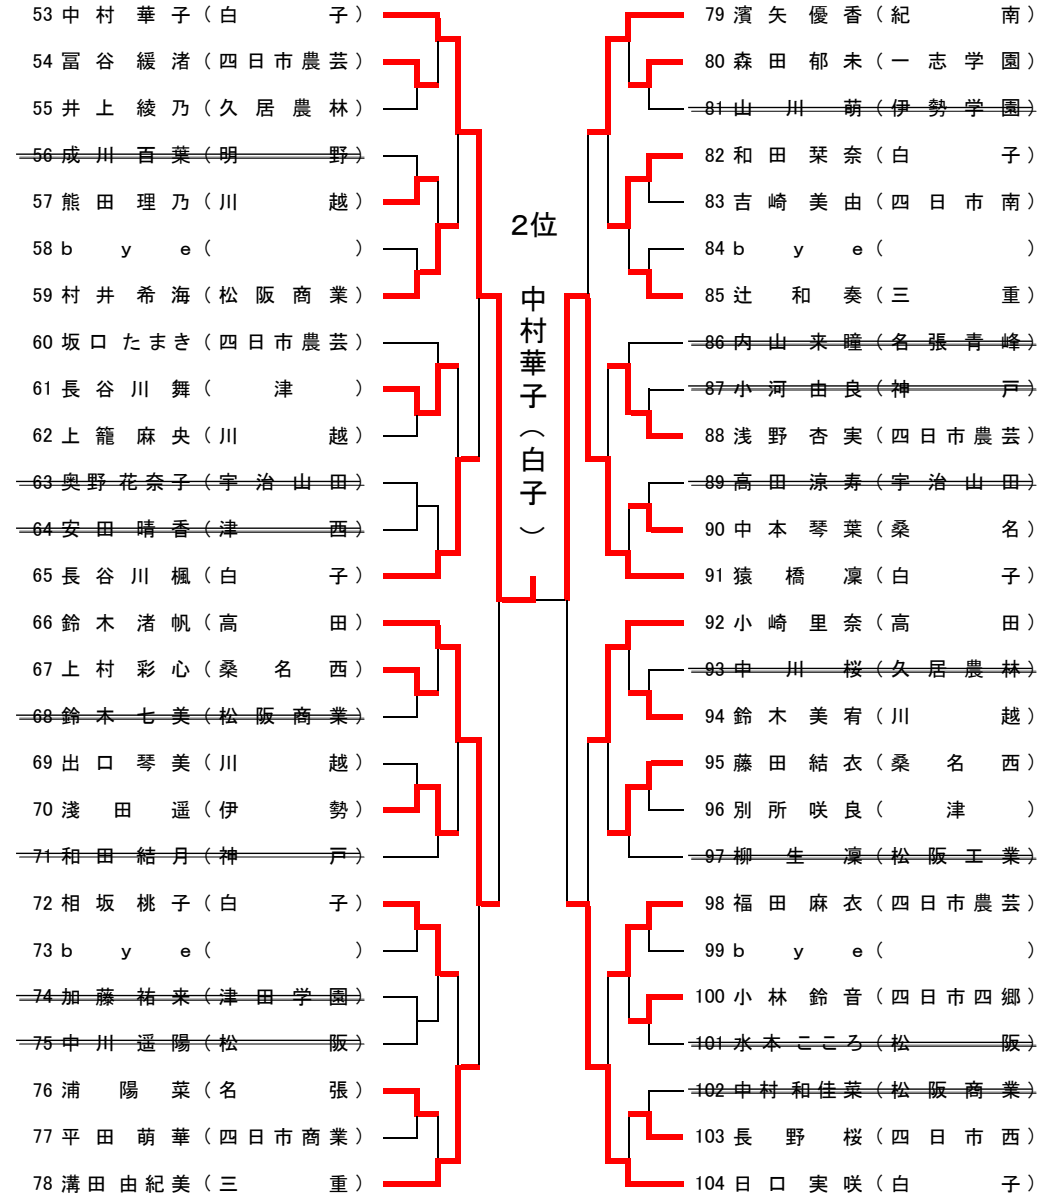 53 中村 華子（白 子）
54 冨谷 緩渚（四日市農芸）
55 井上 綾乃（久居農林）
56 成川 百葉（明 野）
57 熊田 理乃（川 越）
58 b y e（ ）
59 村井 希海（松阪商業）
60 坂口 たまき（四日市農芸）
61 長谷川 舞（ 津 ）
62 上籠 麻央（川 越）
63 奥野 花奈子（宇治山田）
64 安田 晴香（津 西）
65 長谷川 楓（白 子）
66 鈴木 渚帆（高 田）
67 上村 彩心（桑名西）
68 鈴木 七美（松阪商業）
69 出口 琴美（川 越）
70 淺田 遥（伊 勢）
71 和田 結月（神 戸）
72 相坂 桃子（白 子）
73 b y e（ ）
74 加藤 祐来（津田学園）
75 中川 遥陽（松 阪）
76 浦 陽菜（名 張）
77 平田 萌華（四日市商業）
78 溝田 由紀美（三 重）
2位
中村華子（白子）
79 濱矢 優香（紀 南）
80 森田 郁未（一志学園）
81 山川 萌（伊勢学園）
82 和田 栞奈（白 子）
83 吉崎 美由（四日市南）
84 b y e（ ）
85 辻 和奏（三 重）
86 内山 来瞳（名張青峰）
87 小河 由良（神 戸）
88 浅野 杏実（四日市農芸）
89 高田 涼寿（宇治山田）
90 中本 琴葉（桑 名）
91 猿橋 凜（白 子）
92 小崎 里奈（高 田）
93 中川 桜（久居農林）
94 鈴木 美宥（川 越）
95 藤田 結衣（桑名西）
96 別所 咲良（ 津 ）
97 柳生 凜（松阪工業）
98 福田 麻衣（四日市農芸）
99 b y e（ ）
100 小林 鈴音（四日市四郷）
101 水本 こころ（松 阪）
102 中村 和佳菜（松阪商業）
103 長野 桜（四日市西）
104 日口 実咲（白 子）